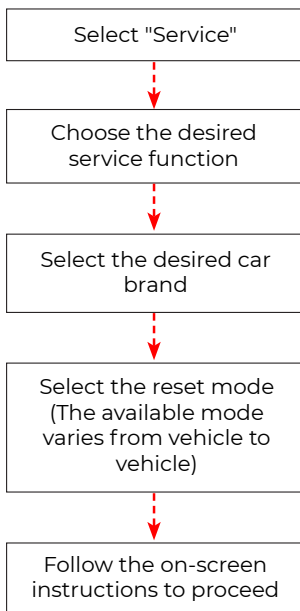 Select "Service"
Choose the desired
service function
Select the desired car
brand
Select the reset mode
(The available mode
varies from vehicle to
vehicle)
Follow the on-screen
instructions to proceed